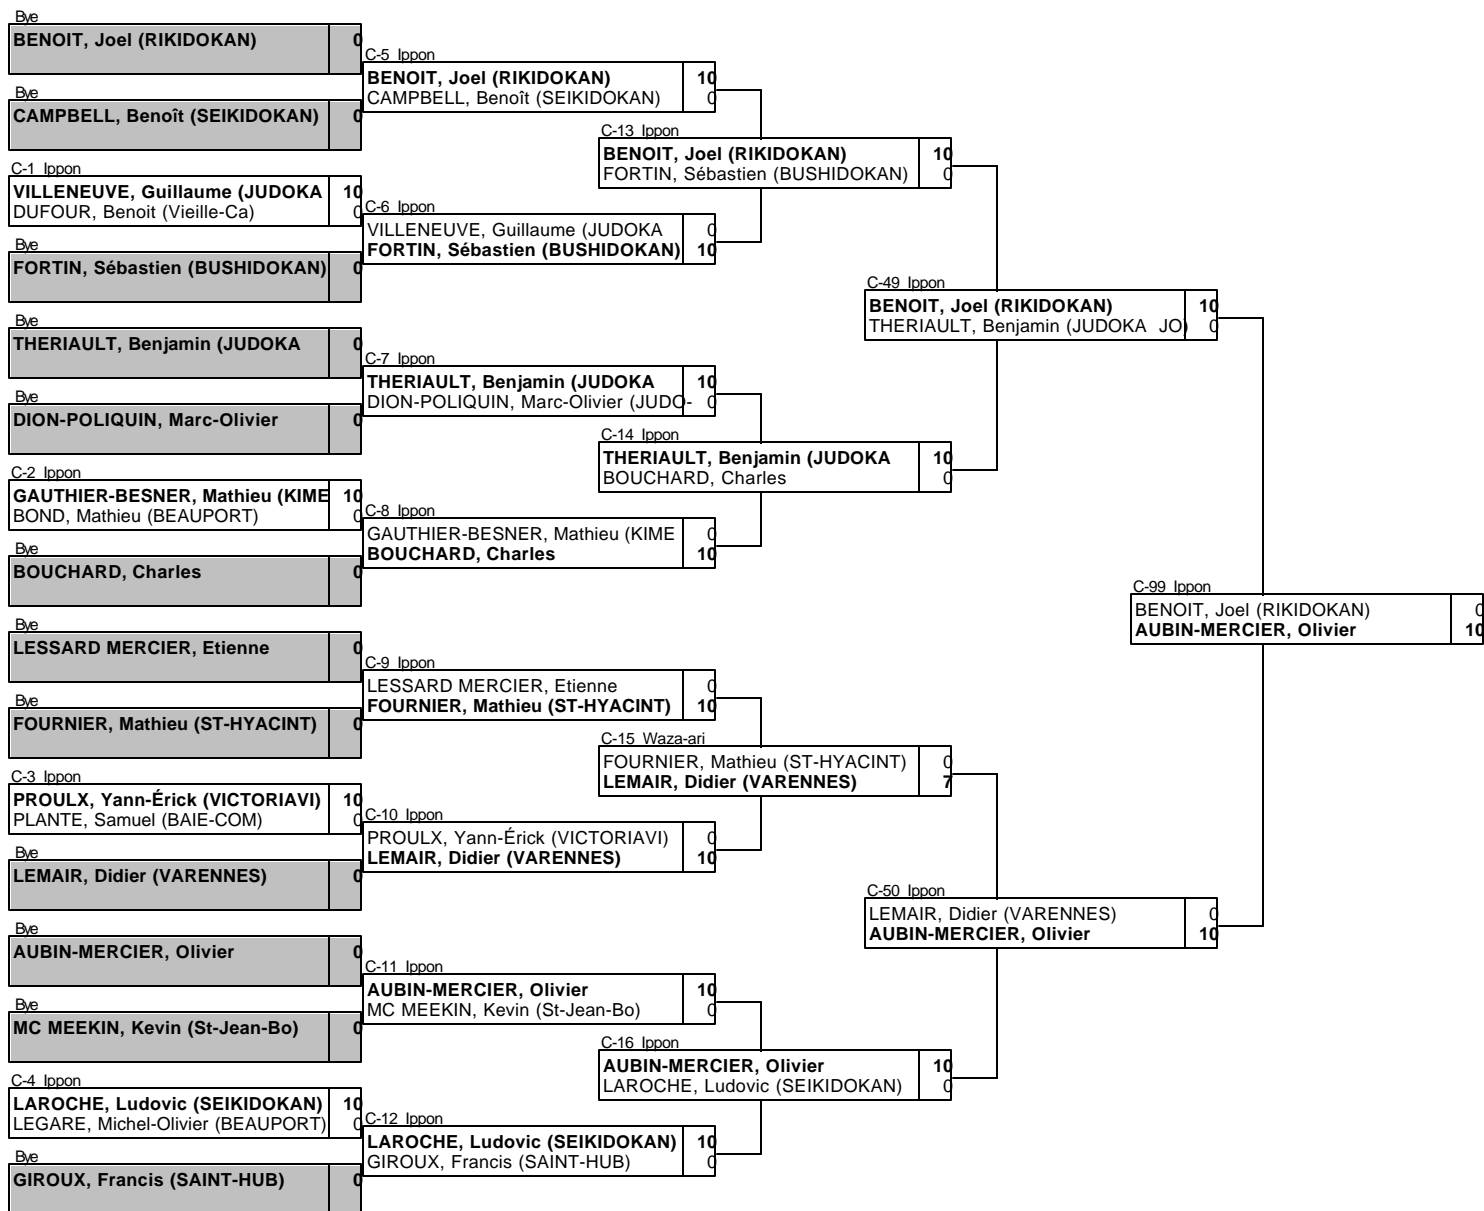 Bye
BENOIT, Joel (RIKIDOKAN) 0
Bye
CAMPBELL, Benoît (SEIKIDOKAN) 0
C-1 Ippon
VILLENEUVE, Guillaume (JUDOKA 10
DUFOUR, Benoit (Vieille-Ca) 0
Bye
FORTIN, Sébastien (BUSHIDOKAN) 0
Bye
THERIAULT, Benjamin (JUDOKA 0
Bye
DION-POLIQUIN, Marc-Olivier 0
C-2 Ippon
GAUTHIER-BESNER, Mathieu (KIME 10
BOND, Mathieu (BEAUPORT) 0
Bye
BOUCHARD, Charles 0
Bye
LESSARD MERCIER, Etienne 0
Bye
FOURNIER, Mathieu (ST-HYACINT) 0
C-3 Ippon
PROULX, Yann-Érick (VICTORIAVI) 10
PLANTE, Samuel (BAIE-COM) 0
Bye
LEMAIR, Didier (VARENNES) 0
Bye
AUBIN-MERCIER, Olivier 0
Bye
MC MEEKIN, Kevin (St-Jean-Bo) 0
C-4 Ippon
LAROCHE, Ludovic (SEIKIDOKAN) 10
LEGARE, Michel-Olivier (BEAUPORT) 0
Bye
GIROUX, Francis (SAINT-HUB) 0
C-5 Ippon
BENOIT, Joel (RIKIDOKAN) 10
CAMPBELL, Benoît (SEIKIDOKAN) 0
C-6 Ippon
VILLENEUVE, Guillaume (JUDOKA 0
FORTIN, Sébastien (BUSHIDOKAN) 10
C-7 Ippon
THERIAULT, Benjamin (JUDOKA 10
DION-POLIQUIN, Marc-Olivier (JUDO- 0
C-8 Ippon
GAUTHIER-BESNER, Mathieu (KIME 0
BOUCHARD, Charles 10
C-9 Ippon
LESSARD MERCIER, Etienne 0
FOURNIER, Mathieu (ST-HYACINT) 10
C-10 Ippon
PROULX, Yann-Érick (VICTORIAVI) 0
LEMAIR, Didier (VARENNES) 10
C-11 Ippon
AUBIN-MERCIER, Olivier 10
MC MEEKIN, Kevin (St-Jean-Bo) 0
C-12 Ippon
LAROCHE, Ludovic (SEIKIDOKAN) 10
GIROUX, Francis (SAINT-HUB) 0
C-13 Ippon
BENOIT, Joel (RIKIDOKAN) 10
FORTIN, Sébastien (BUSHIDOKAN) 0
C-14 Ippon
THERIAULT, Benjamin (JUDOKA 10
BOUCHARD, Charles 0
C-15 Waza-ari
FOURNIER, Mathieu (ST-HYACINT) 0
LEMAIR, Didier (VARENNES) 7
C-16 Ippon
AUBIN-MERCIER, Olivier 10
LAROCHE, Ludovic (SEIKIDOKAN) 0
C-49 Ippon
BENOIT, Joel (RIKIDOKAN) 10
THERIAULT, Benjamin (JUDOKA JO) 0
C-50 Ippon
LEMAIR, Didier (VARENNES) 0
AUBIN-MERCIER, Olivier 10
C-99 Ippon
BENOIT, Joel (RIKIDOKAN) 0
AUBIN-MERCIER, Olivier 10